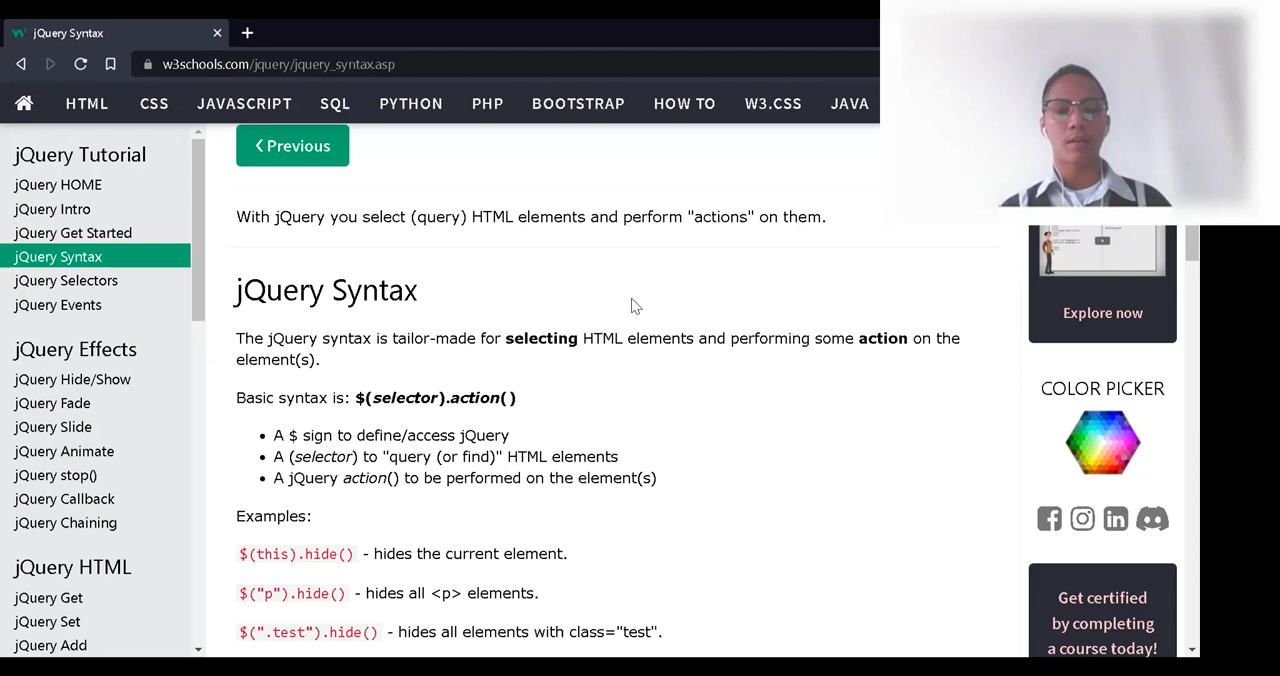 jQuery Syntax
w3schools.com/jquery/jquery_syntax.asp
HTML CSS JAVASCRIPT SQL PYTHON PHP BOOTSTRAP HOW TO W3.CSS JAVA
jQuery Tutorial
jQuery HOME
jQuery Intro
jQuery Get Started
jQuery Syntax
jQuery Selectors
jQuery Events
jQuery Effects
jQuery Hide/Show
jQuery Fade
jQuery Slide
jQuery Animate
jQuery stop()
jQuery Callback
jQuery Chaining
jQuery HTML
jQuery Get
jQuery Set
jQuery Add
❮ Previous
With jQuery you select (query) HTML elements and perform "actions" on them.
jQuery Syntax
The jQuery syntax is tailor-made for selecting HTML elements and performing some action on the
element(s).
Basic syntax is: $(selector).action()
• A $ sign to define/access jQuery
• A (selector) to "query (or find)" HTML elements
• A jQuery action() to be performed on the element(s)
Examples:
$(this).hide() - hides the current element.
$("p").hide() - hides all <p> elements.
$(".test").hide() - hides all elements with class="test".
Explore now
COLOR PICKER
Get certified
by completing
a course today!